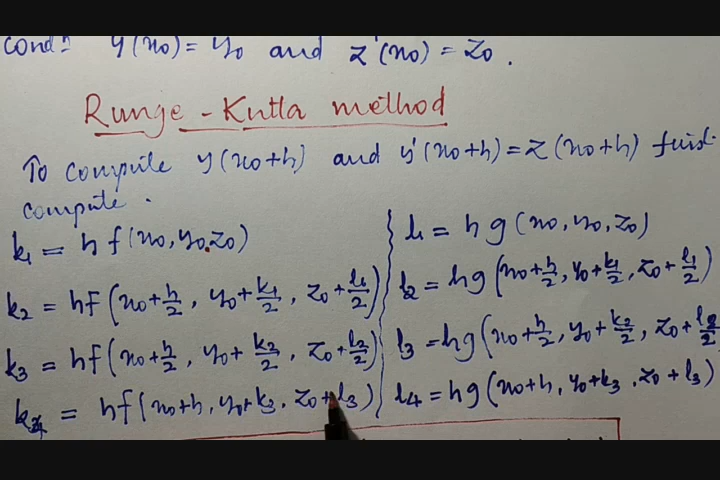 cond? y(x0) = y0 and z'(x0) = z0.
Runge - Kutta method
To compute y(x0+h) and y'(x0+h) = z(x0+h) first
compute.
k1 = h f(x0, y0, z0)
k2 = hf(x0+h/2, y0+k1/2, z0+l1/2)
k3 = hf(x0+h/2, y0+k2/2, z0+l2/2)
k4 = hf(x0+h, y0+k3, z0+l3)
l1 = h g(x0, y0, z0)
l2 = hg(x0+h/2, y0+k1/2, z0+l1/2)
l3 = hg(x0+h/2, y0+k2/2, z0+l2/2)
l4 = hg(x0+h, y0+k3, z0+l3)